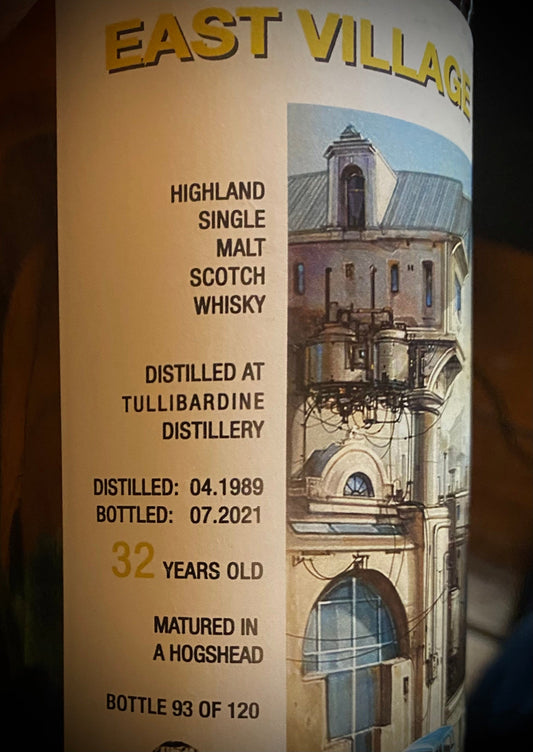 EAST VILLAGE
HIGHLAND
SINGLE
MALT
SCOTCH
WHISKY
DISTILLED AT
TULLIBARDINE
DISTILLERY
DISTILLED: 04.1989
BOTTLED: 07.2021
32 YEARS OLD
MATURED IN
A HOGSHEAD
BOTTLE 93 OF 120